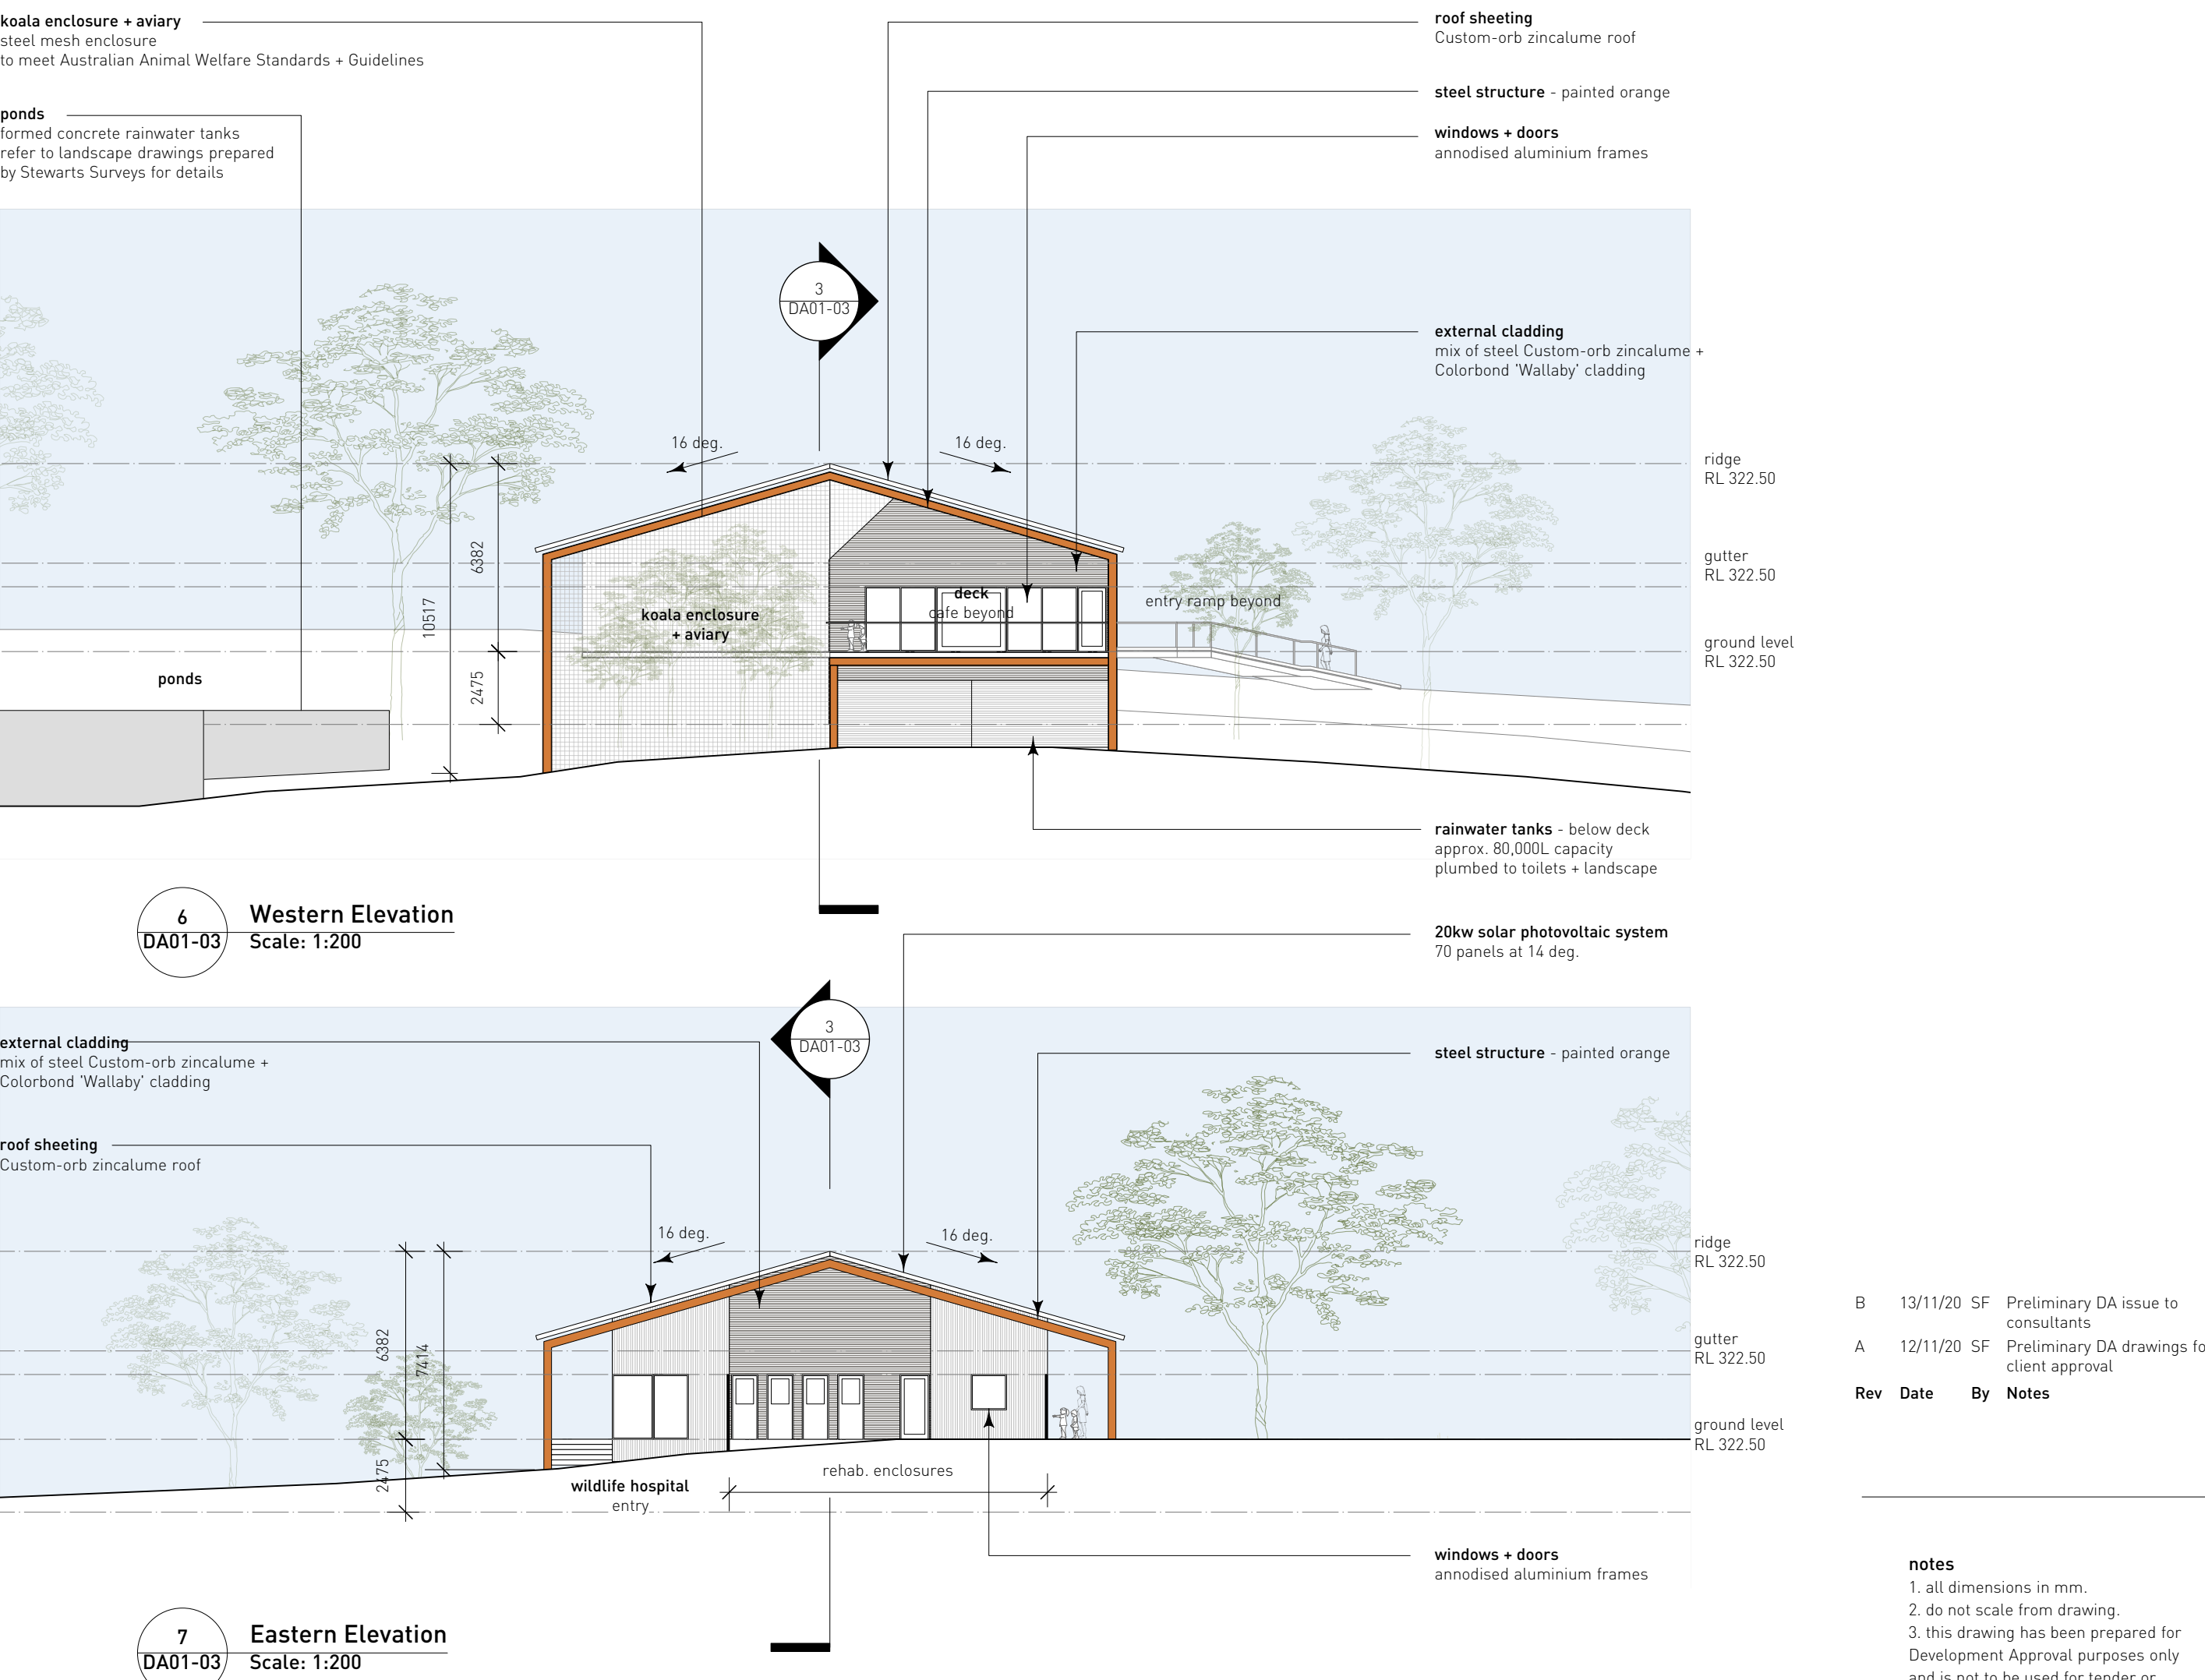 koala enclosure + aviary
steel mesh enclosure
to meet Australian Animal Welfare Standards + Guidelines
ponds
formed concrete rainwater tanks
refer to landscape drawings prepared
by Stewarts Surveys for details
roof sheeting
Custom-orb zincalume roof
steel structure - painted orange
windows + doors
annodised aluminium frames
3
DA01-03
external cladding
mix of steel Custom-orb zincalume +
Colorbond 'Wallaby' cladding
16 deg.
16 deg.
ridge
RL 322.50
gutter
RL 322.50
ground level
RL 322.50
6382
10517
2475
koala enclosure
+ aviary
deck
cafe beyond
entry ramp beyond
ponds
rainwater tanks - below deck
approx. 80,000L capacity
plumbed to toilets + landscape
6
DA01-03
Western Elevation
Scale: 1:200
20kw solar photovoltaic system
70 panels at 14 deg.
3
DA01-03
external cladding
mix of steel Custom-orb zincalume +
Colorbond 'Wallaby' cladding
steel structure - painted orange
roof sheeting
Custom-orb zincalume roof
16 deg.
16 deg.
ridge
RL 322.50
gutter
RL 322.50
ground level
RL 322.50
6382
7414
2475
wildlife hospital
entry
rehab. enclosures
windows + doors
annodised aluminium frames
7
DA01-03
Eastern Elevation
Scale: 1:200
B 13/11/20 SF Preliminary DA issue to
consultants
A 12/11/20 SF Preliminary DA drawings fo
client approval
Rev Date By Notes
notes
1. all dimensions in mm.
2. do not scale from drawing.
3. this drawing has been prepared for
Development Approval purposes only
and is not to be used for tender or